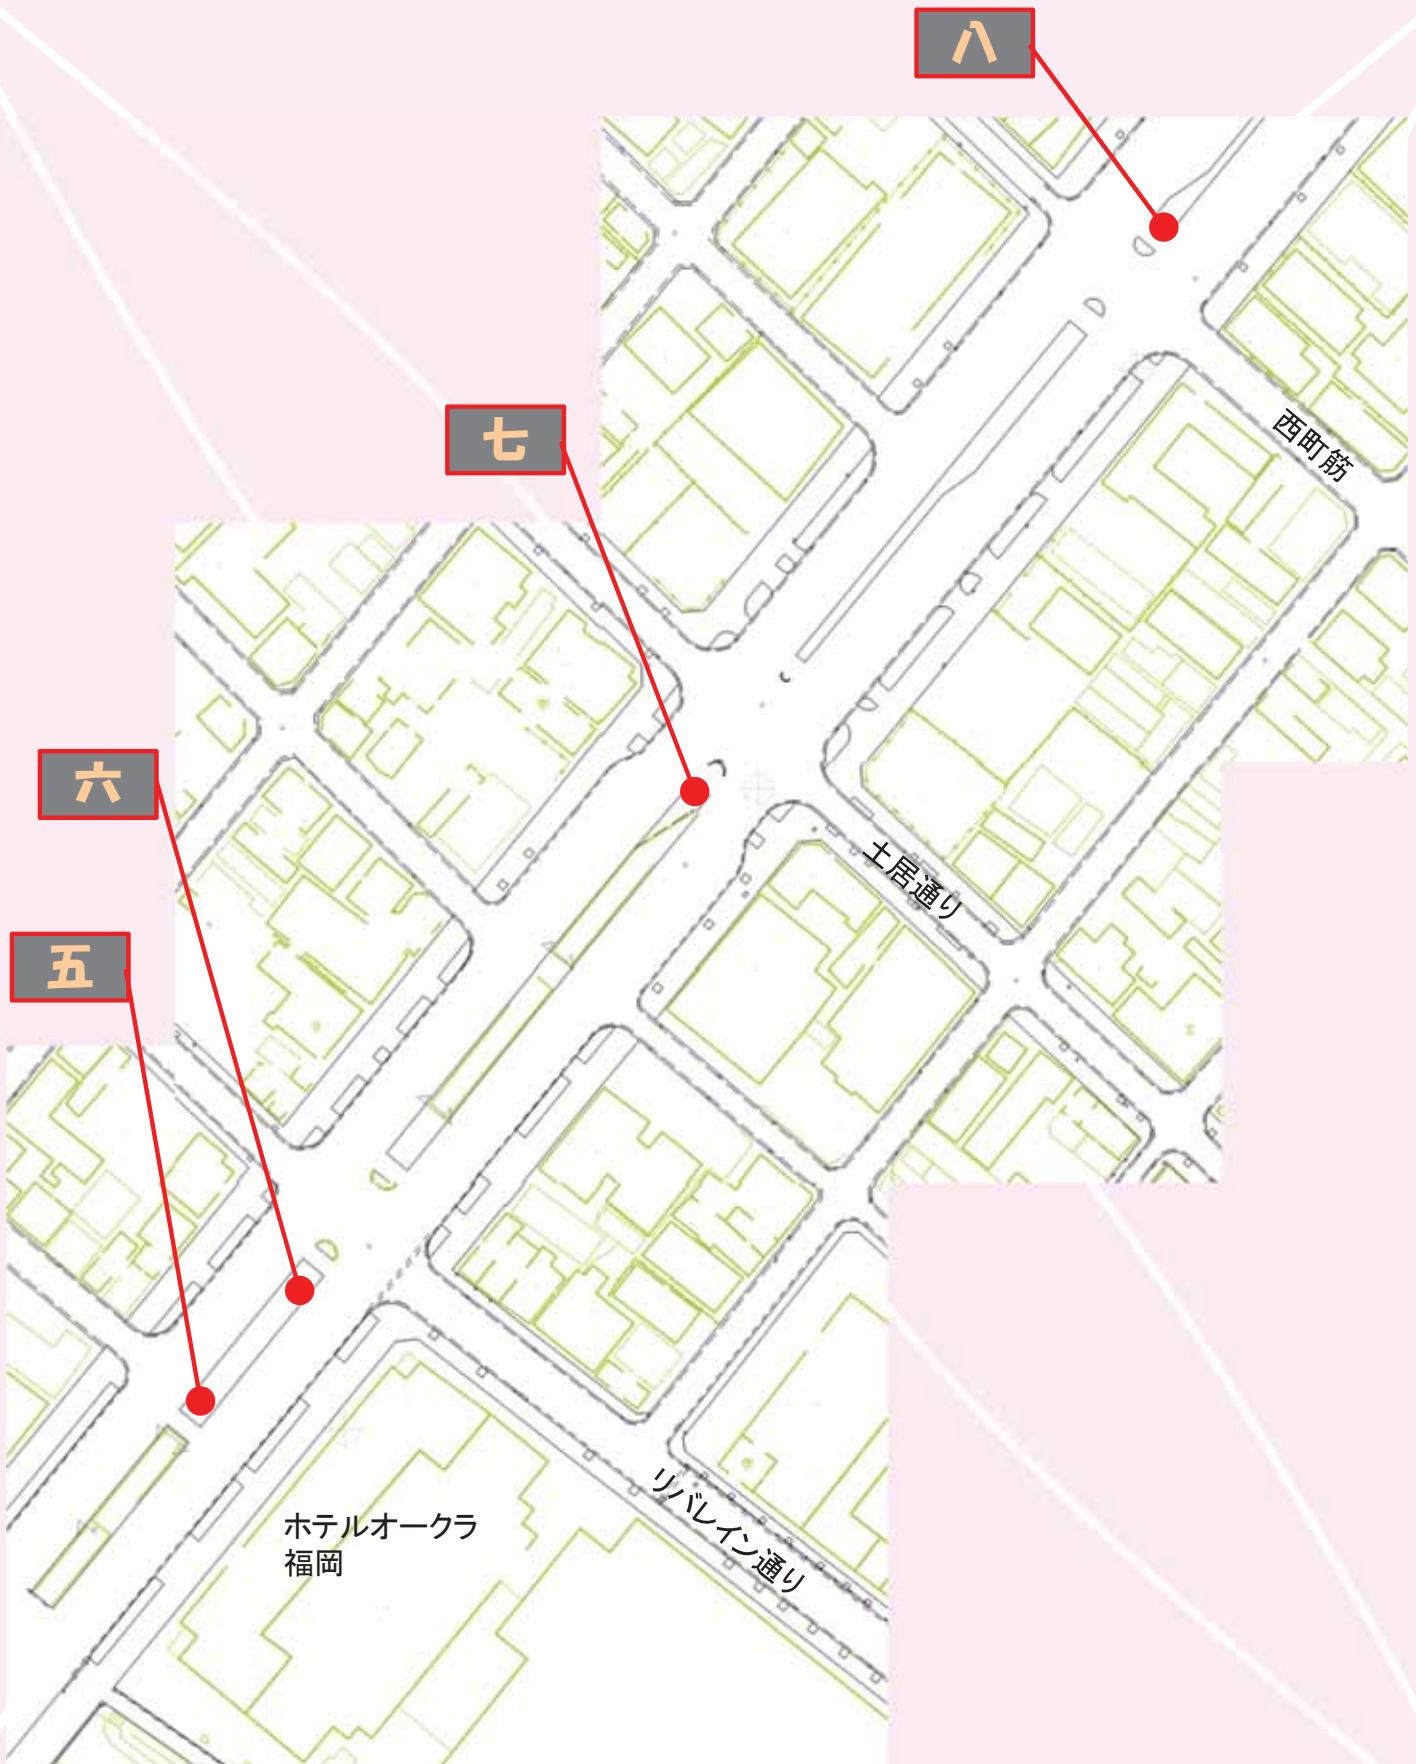 八
西町筋
七
土居通り
六
五
ホテルオークラ
福岡
リバレイン通り